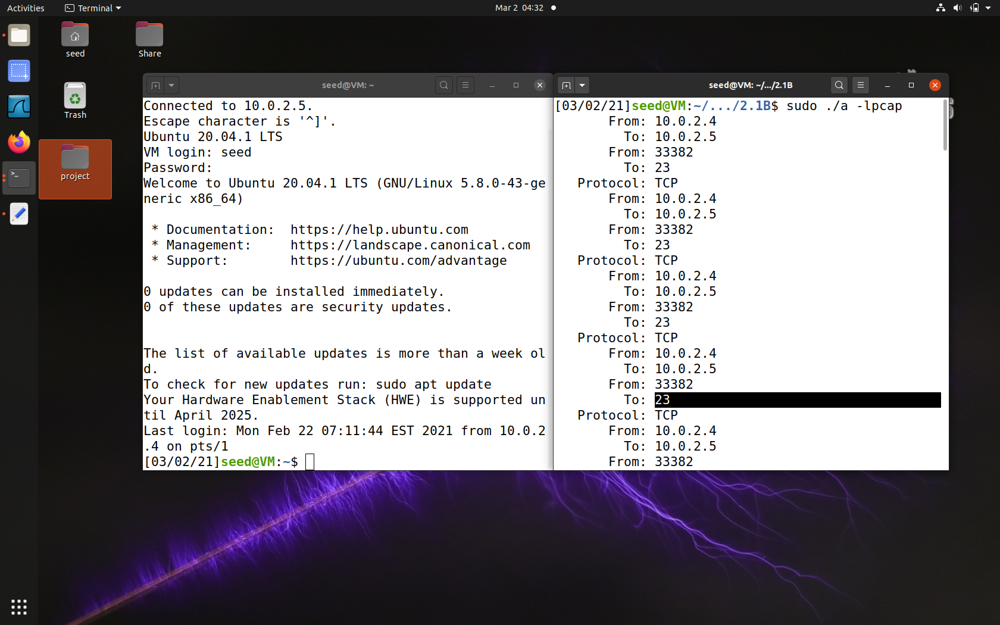 Activities
Terminal
Mar 2 04:32
seed
Share
Trash
project
seed@VM: ~
Connected to 10.0.2.5.
Escape character is '^]'.
Ubuntu 20.04.1 LTS
VM login: seed
Password:
Welcome to Ubuntu 20.04.1 LTS (GNU/Linux 5.8.0-43-ge
neric x86_64)
* Documentation:  https://help.ubuntu.com
* Management:     https://landscape.canonical.com
* Support:        https://ubuntu.com/advantage
0 updates can be installed immediately.
0 of these updates are security updates.
The list of available updates is more than a week ol
d.
To check for new updates run: sudo apt update
Your Hardware Enablement Stack (HWE) is supported un
til April 2025.
Last login: Mon Feb 22 07:11:44 EST 2021 from 10.0.2
.4 on pts/1
[03/02/21]seed@VM:~$
seed@VM: ~/.../2.1B
[03/02/21]seed@VM:~/.../2.1B$ sudo ./a -lpcap
From: 10.0.2.4
To: 10.0.2.5
From: 33382
To: 23
Protocol: TCP
From: 10.0.2.4
To: 10.0.2.5
From: 33382
To: 23
Protocol: TCP
From: 10.0.2.4
To: 10.0.2.5
From: 33382
To: 23
Protocol: TCP
From: 10.0.2.4
To: 10.0.2.5
From: 33382
To: 23
Protocol: TCP
From: 10.0.2.4
To: 10.0.2.5
From: 33382